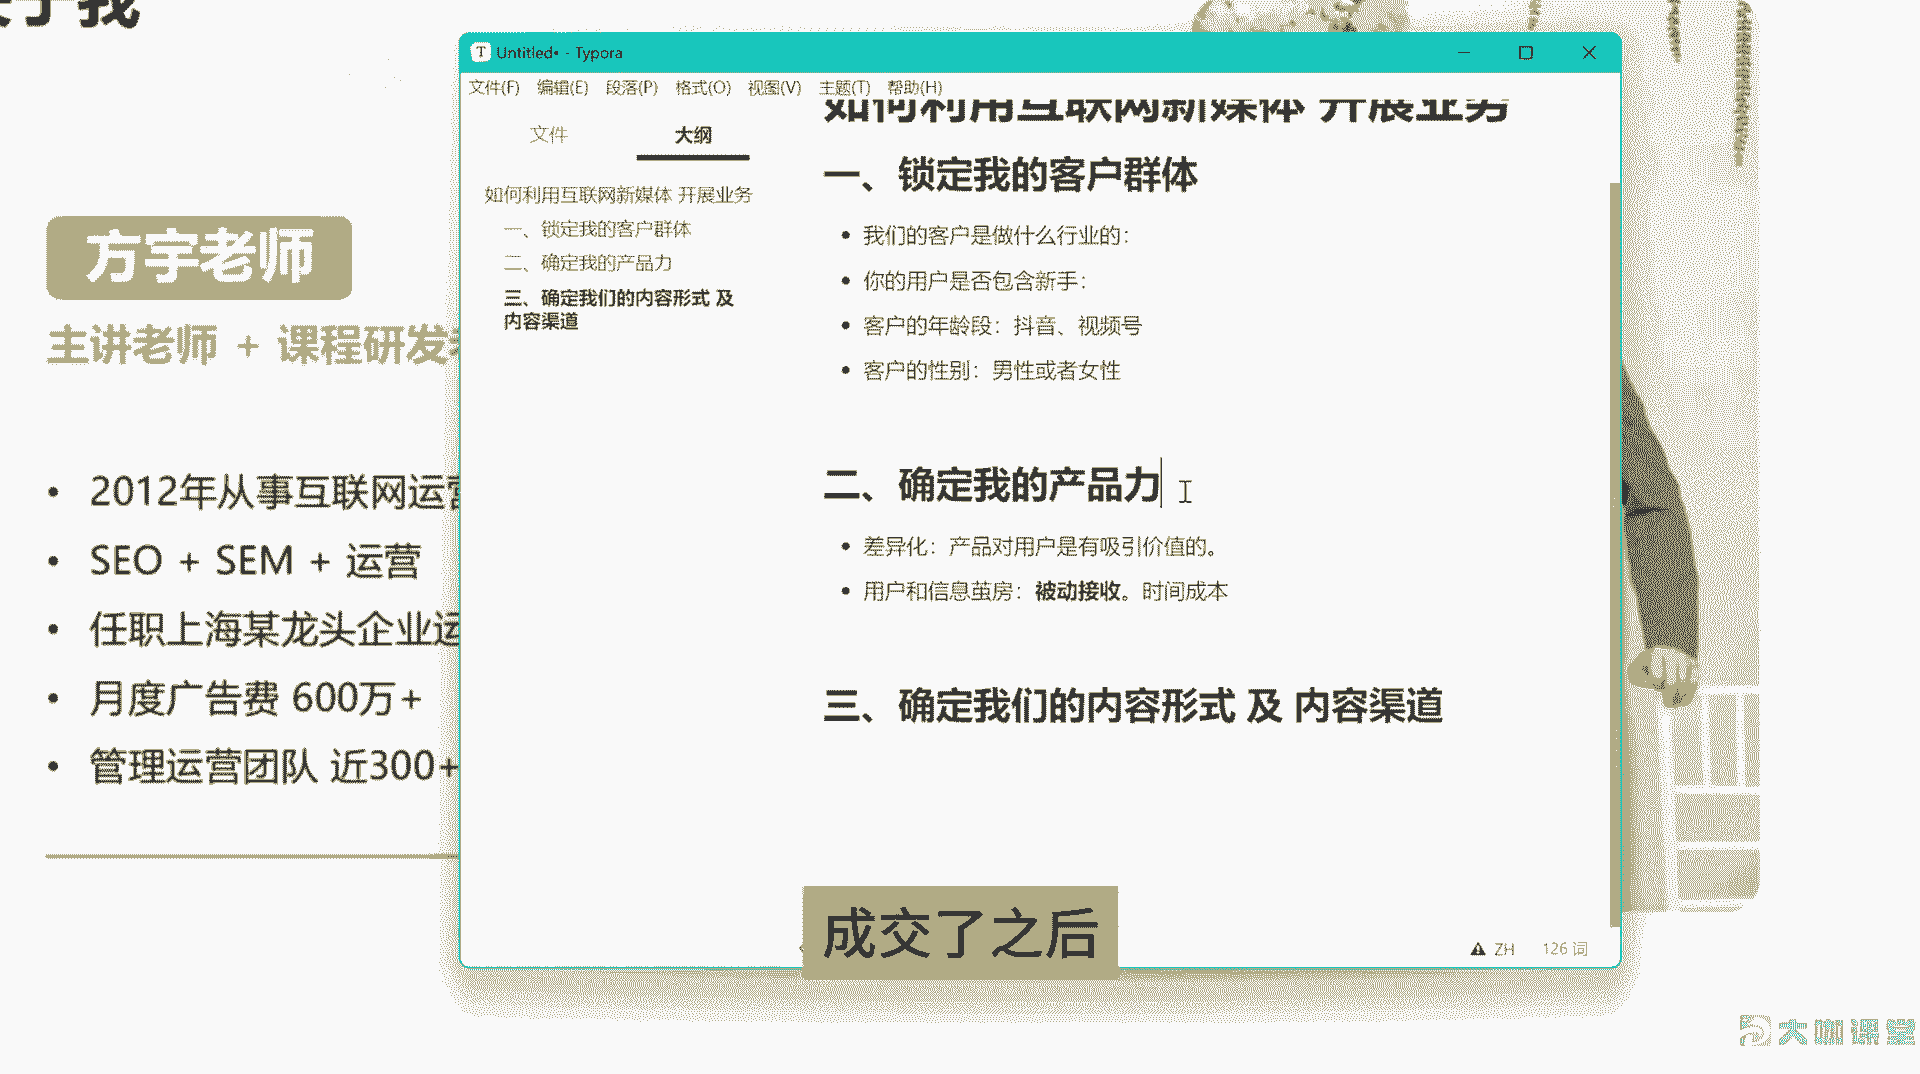 关于我
方宇老师
主讲老师 + 课程研发
2012年从事互联网运营
SEO + SEM + 运营
任职上海某龙头企业运
月度广告费 600万+
管理运营团队 近300+
Untitled• - Typora
文件(F) 编辑(E) 段落(P) 格式(O) 视图(V) 主题(T) 帮助(H)
文件 大纲
如何利用互联网新媒体 开展业务
一、锁定我的客户群体
二、确定我的产品力
三、确定我们的内容形式 及
内容渠道
如何利用互联网新媒体 开展业务
一、锁定我的客户群体
我们的客户是做什么行业的：
你的用户是否包含新手：
客户的年龄段：抖音、视频号
客户的性别：男性或者女性
二、确定我的产品力
差异化：产品对用户是有吸引价值的。
用户和信息茧房：被动接收。时间成本
三、确定我们的内容形式 及 内容渠道
成交了之后
ZH 126 词
大咖课堂